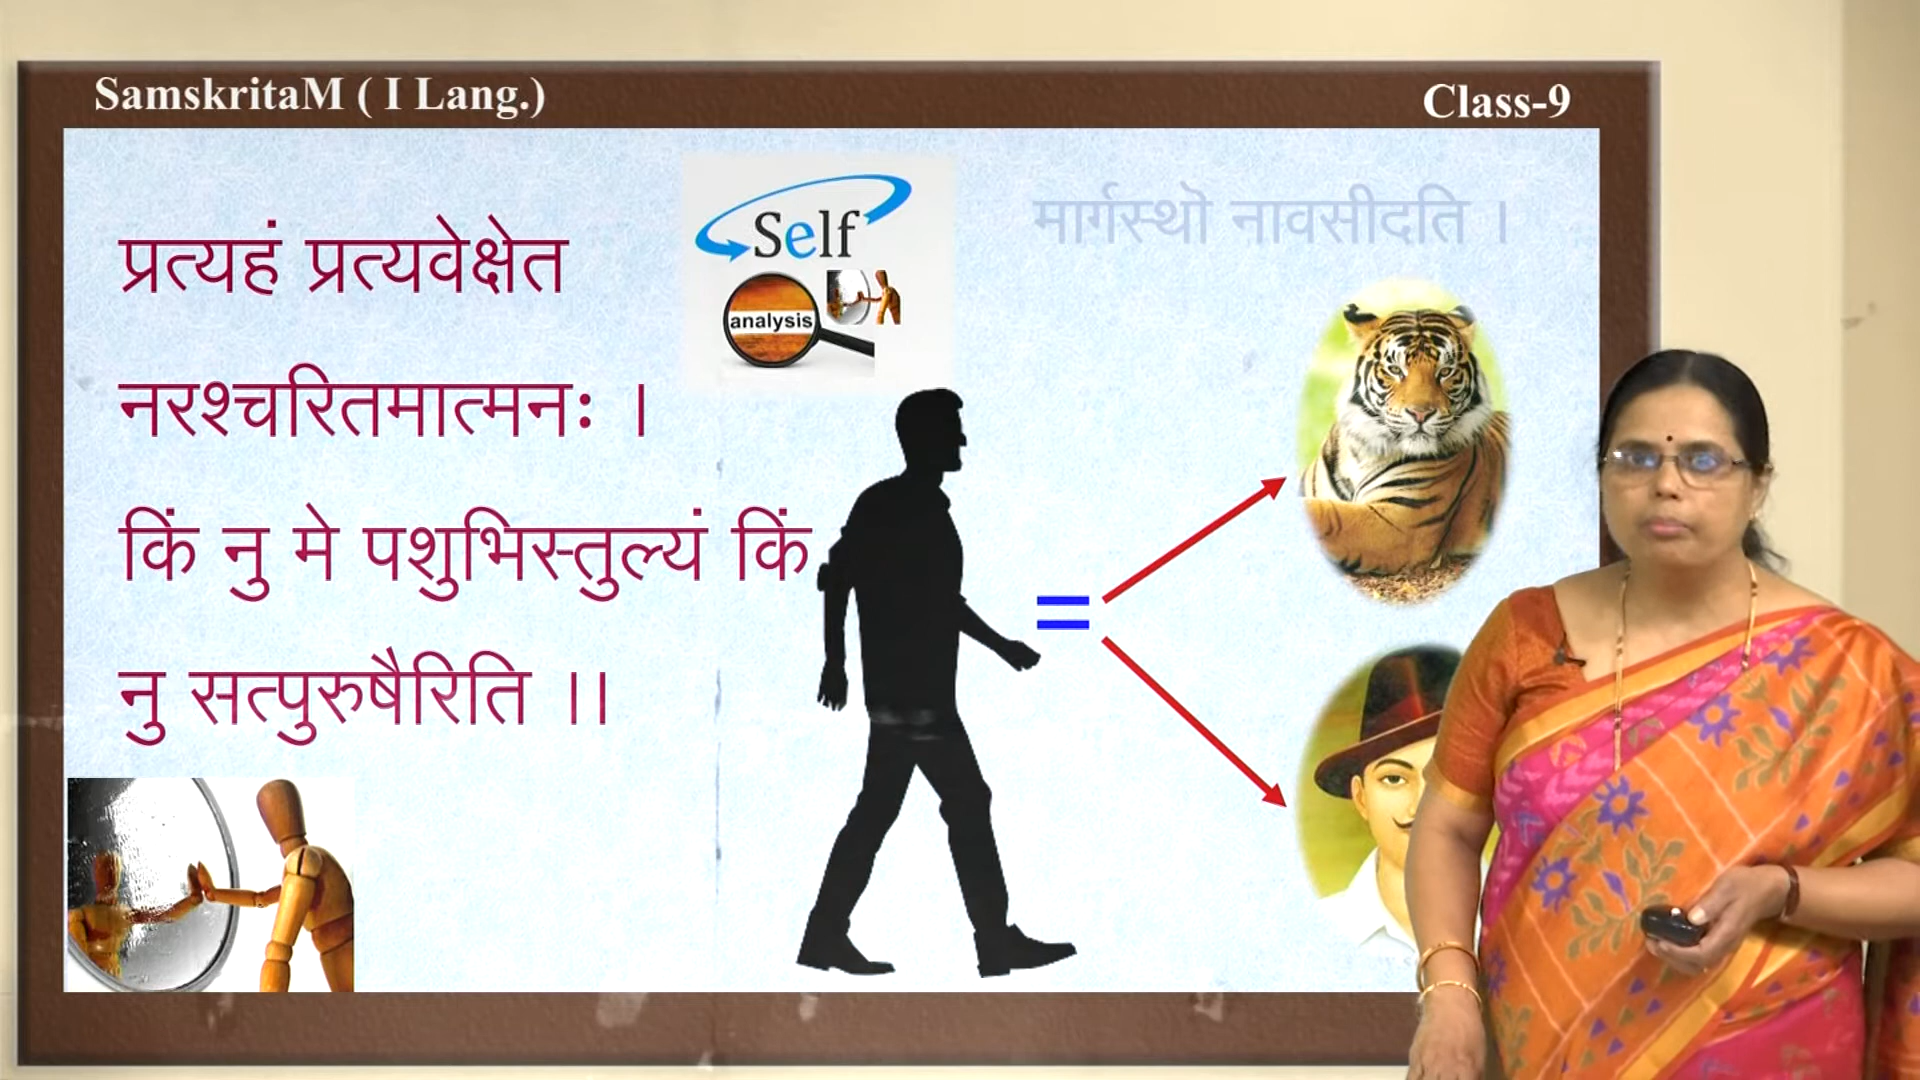 SamskritaM ( I Lang.)
Class-9
प्रत्यहं प्रत्यवेक्षेत
नरश्चरितमात्मनः ।
किं नु मे पशुभिस्तुल्यं किं
नु सत्पुरुषैरिति ।।
Self
analysis
मार्गस्थो नावसीदति ।
=